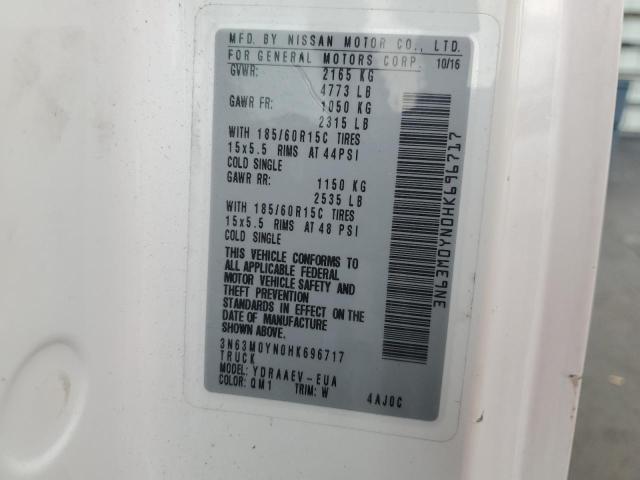 MFD. BY NISSAN MOTOR CO., LTD.
FOR GENERAL MOTORS CORP. 10/16
GVWR: 2165 KG
4773 LB
GAWR FR: 1050 KG
2315 LB
WITH 185/60R15C TIRES
15x5.5 RIMS AT 44PSI
COLD SINGLE
GAWR RR: 1150 KG
2535 LB
WITH 185/60R15C TIRES
15x5.5 RIMS AT 48 PSI
COLD SINGLE
THIS VEHICLE CONFORMS TO
ALL APPLICABLE FEDERAL
MOTOR VEHICLE SAFETY AND
THEFT PREVENTION
STANDARDS IN EFFECT ON THE
DATE OF MANUFACTURE
SHOWN ABOVE.
3N63M0YN0HK696717
TRUCK
MODEL: YDRAAEV-EUA
COLOR: QM1 TRIM: W 4AJ0C
3N63M0YN0HK696717